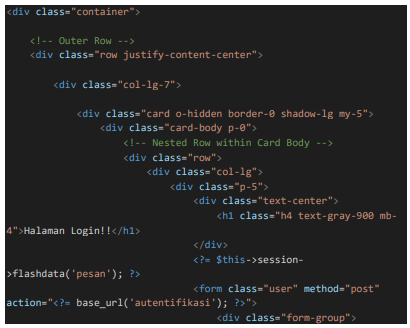 <div class="container">
<!-- Outer Row -->
<div class="row justify-content-center">
<div class="col-lg-7">
<div class="card o-hidden border-0 shadow-lg my-5">
<div class="card-body p-0">
<!-- Nested Row within Card Body -->
<div class="row">
<div class="col-lg">
<div class="p-5">
<div class="text-center">
<h1 class="h4 text-gray-900 mb-
4">Halaman Login!!</h1>
</div>
<?= $this->session-
>flashdata('pesan'); ?>
<form class="user" method="post"
action="<?= base_url('autentifikasi'); ?>">
<div class="form-group">